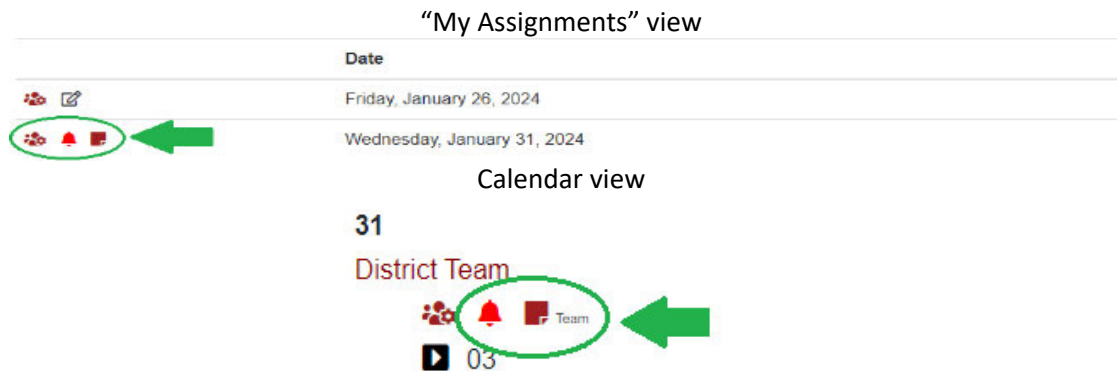 “My Assignments” view
Date
Friday, January 26, 2024
Wednesday, January 31, 2024
Calendar view
31
District Team
Team
03